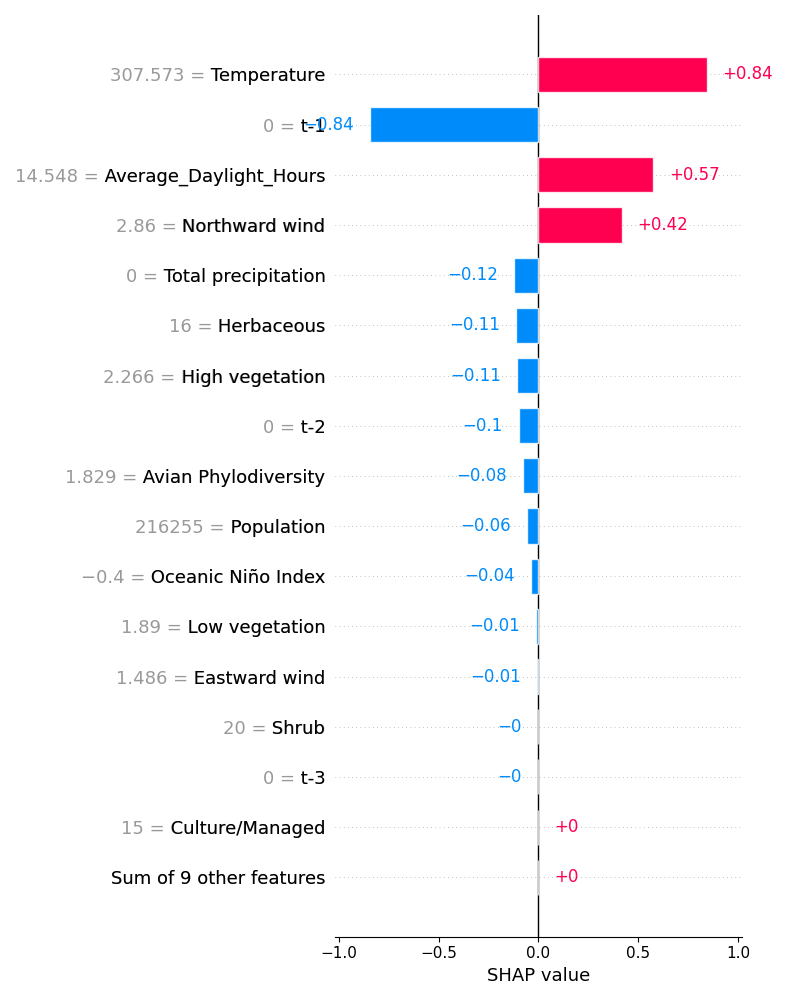 307.573 = Temperature +0.84
0 = t-1 −0.84
14.548 = Average_Daylight_Hours +0.57
2.86 = Northward wind +0.42
0 = Total precipitation −0.12
16 = Herbaceous −0.11
2.266 = High vegetation −0.11
0 = t-2 −0.1
1.829 = Avian Phylodiversity −0.08
216255 = Population −0.06
−0.4 = Oceanic Niño Index −0.04
1.89 = Low vegetation −0.01
1.486 = Eastward wind −0.01
20 = Shrub −0
0 = t-3 −0
15 = Culture/Managed +0
Sum of 9 other features +0
−1.0 −0.5 0.0 0.5 1.0
SHAP value